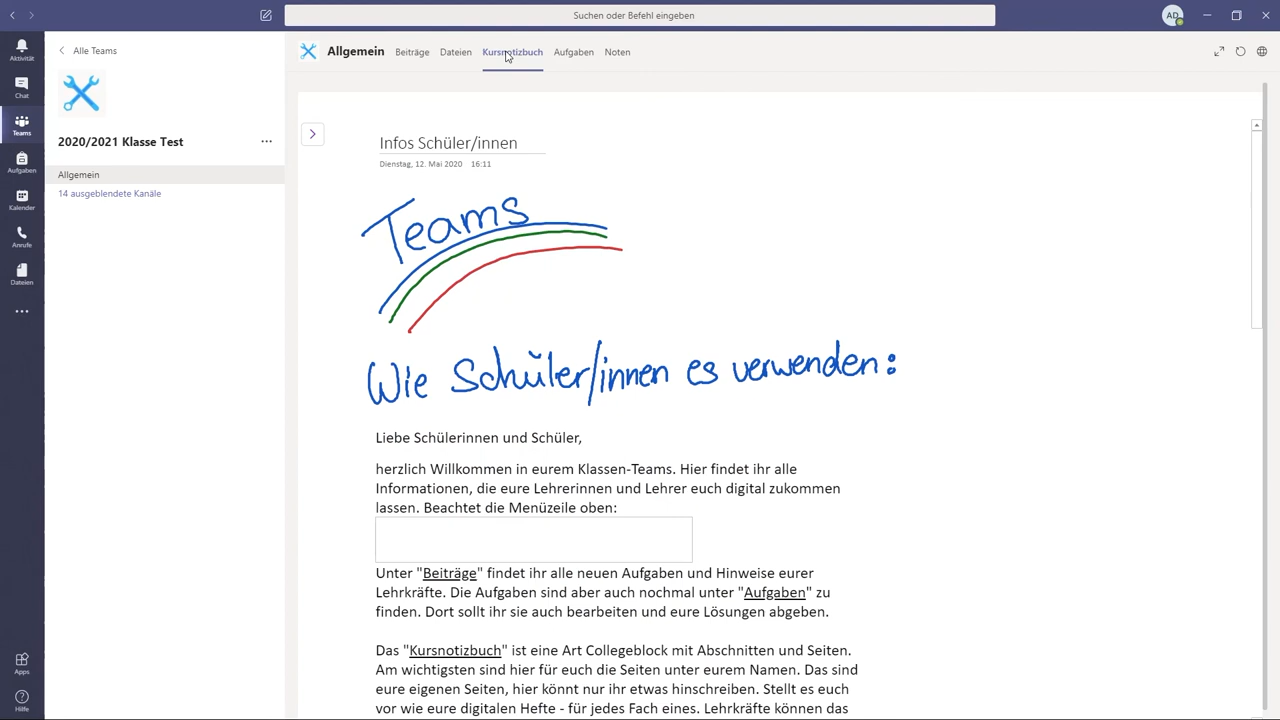 Suchen oder Befehl eingeben
AD
Aktivität
Chat
Teams
Aufgaben
Kalender
Anrufe
Dateien
Apps
Hilfe
Alle Teams
2020/2021 Klasse Test
Allgemein
14 ausgeblendete Kanäle
Allgemein Beiträge Dateien Kursnotizbuch Aufgaben Noten
Infos Schüler/innen
Dienstag, 12. Mai 2020 16:11
Teams
Wie Schüler/innen es verwenden:
Liebe Schülerinnen und Schüler,
herzlich Willkommen in eurem Klassen-Teams. Hier findet ihr alle
Informationen, die eure Lehrerinnen und Lehrer euch digital zukommen
lassen. Beachtet die Menüzeile oben:
Unter "Beiträge" findet ihr alle neuen Aufgaben und Hinweise eurer
Lehrkräfte. Die Aufgaben sind aber auch nochmal unter "Aufgaben" zu
finden. Dort sollt ihr sie auch bearbeiten und eure Lösungen abgeben.
Das "Kursnotizbuch" ist eine Art Collegeblock mit Abschnitten und Seiten.
Am wichtigsten sind hier für euch die Seiten unter eurem Namen. Das sind
eure eigenen Seiten, hier könnt nur ihr etwas hinschreiben. Stellt es euch
vor wie eure digitalen Hefte - für jedes Fach eines. Lehrkräfte können das